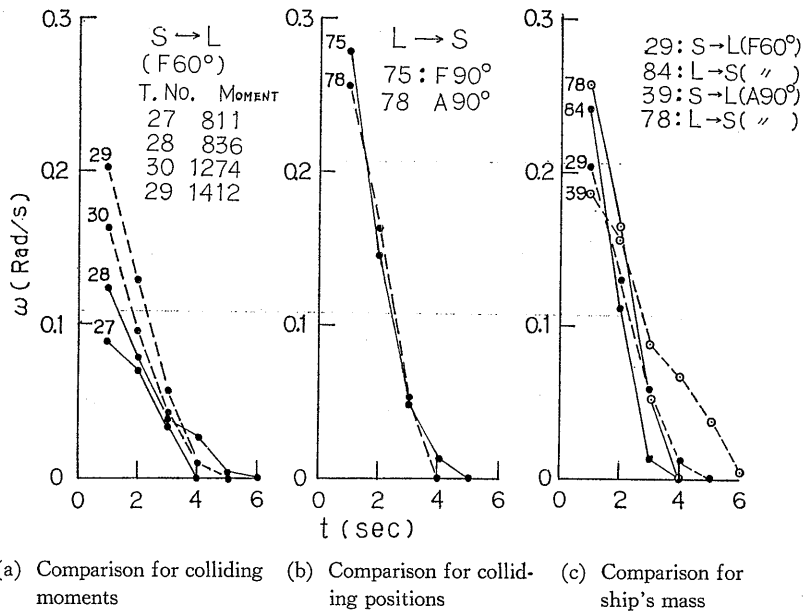 0.3
0.2
0.1
0
ω (Rad/s)
S→L
(F60°)
T. No. MOMENT
27 811
28 836
30 1274
29 1412
29
30
28
27
0 2 4 6
0.3
0.2
0.1
0
L→S
75: F90°
78 A90°
75
78
0 2 4 6
t (sec)
0.3
0.2
0.1
0
29: S→L(F60°)
84: L→S( 〃 )
39: S→L(A90°)
78: L→S( 〃 )
78
84
29
39
0 2 4 6
(a) Comparison for colliding
moments
(b) Comparison for collid-
ing positions
(c) Comparison for
ship's mass